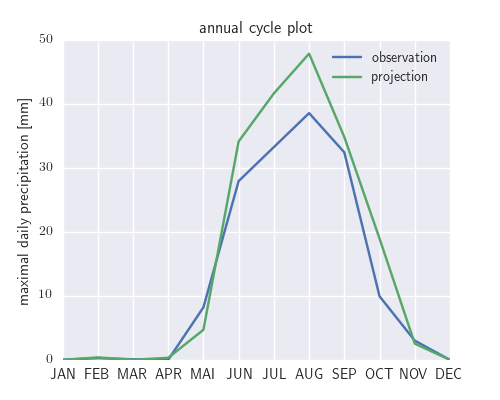 annual cycle plot
50
40
30
20
10
0
maximal daily precipitation [mm]
observation
projection
JAN FEB MAR APR MAI JUN JUL AUG SEP OCT NOV DEC